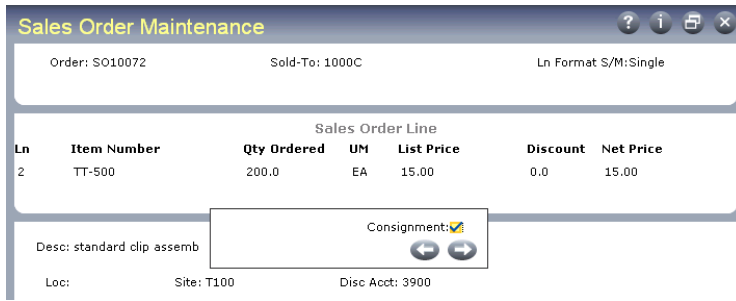 Sales Order Maintenance
Order: SO10072 Sold-To: 1000C Ln Format S/M:Single
Sales Order Line
Ln Item Number Qty Ordered UM List Price Discount Net Price
2 TT-500 200.0 EA 15.00 0.0 15.00
Consignment:
Desc: standard clip assemb
Loc: Site: T100 Disc Acct: 3900